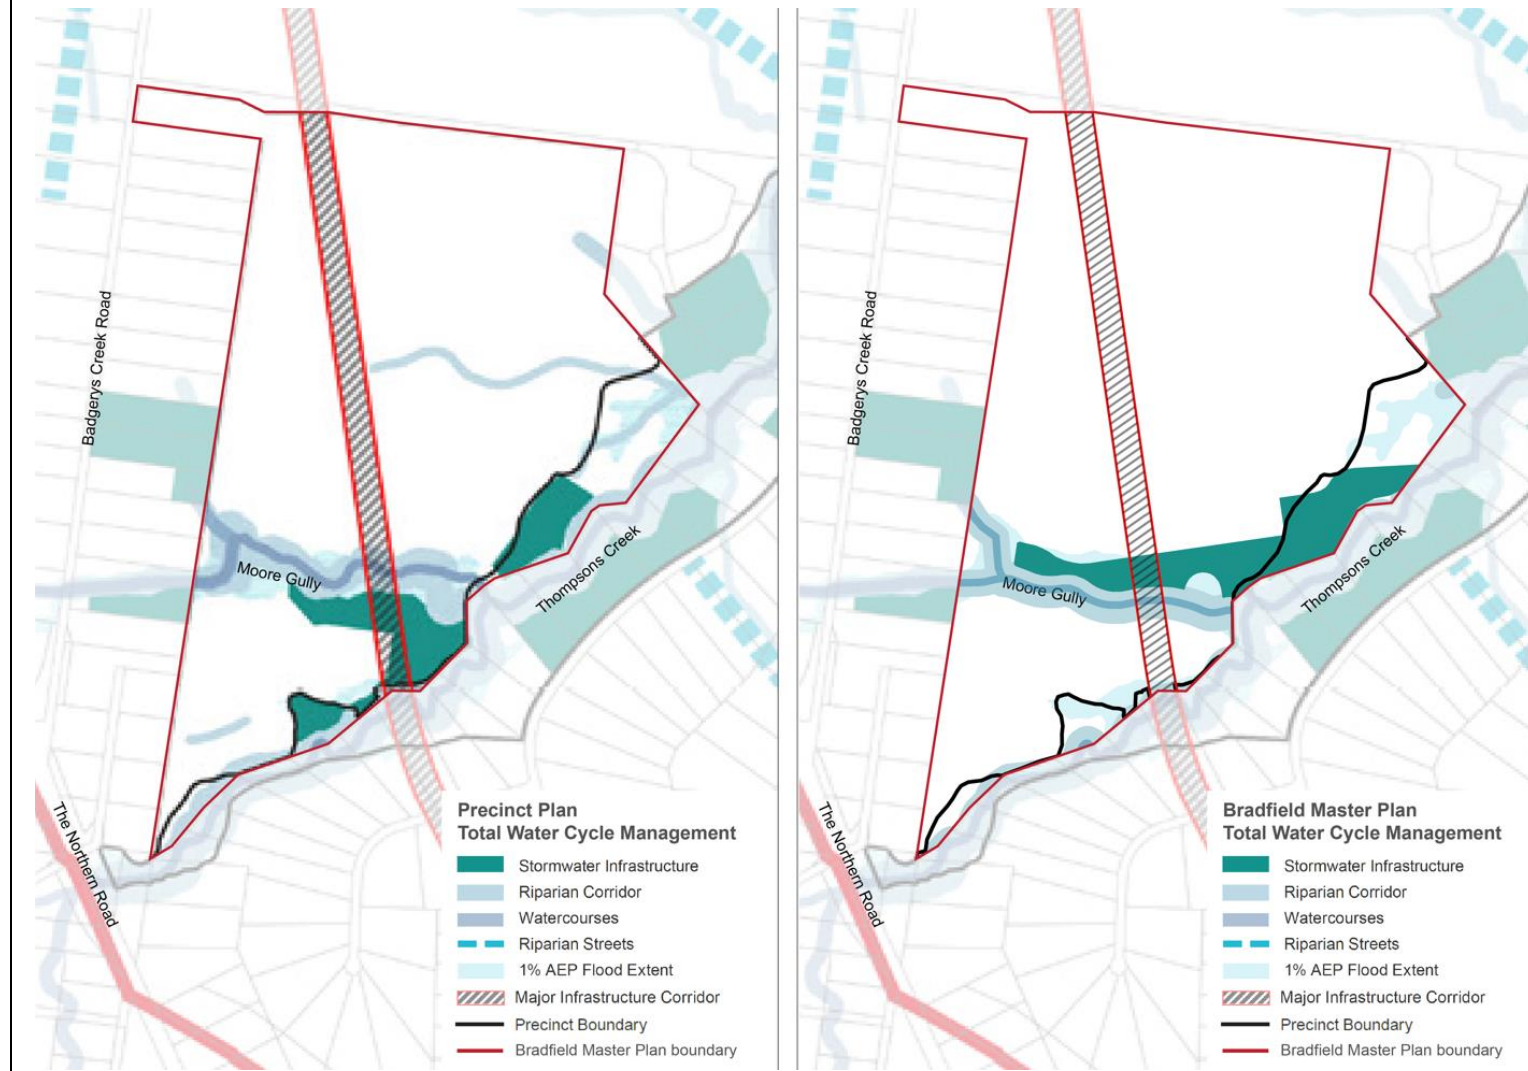 Badgerys Creek Road
Moore Gully
Thompsons Creek
The Northern Road
Precinct Plan
Total Water Cycle Management
Stormwater Infrastructure
Riparian Corridor
Watercourses
Riparian Streets
1% AEP Flood Extent
Major Infrastructure Corridor
Precinct Boundary
Bradfield Master Plan boundary
Badgerys Creek Road
Moore Gully
Thompsons Creek
The Northern Road
Bradfield Master Plan
Total Water Cycle Management
Stormwater Infrastructure
Riparian Corridor
Watercourses
Riparian Streets
1% AEP Flood Extent
Major Infrastructure Corridor
Precinct Boundary
Bradfield Master Plan boundary